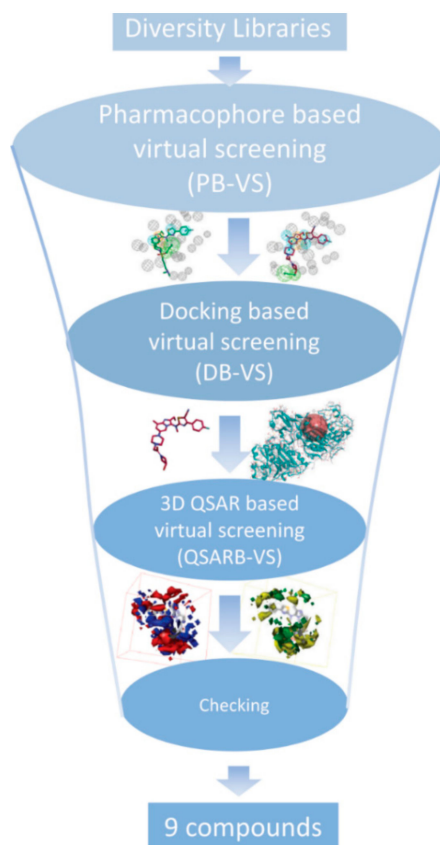 Diversity Libraries
Pharmacophore based
virtual screening
(PB-VS)
Docking based
virtual screening
(DB-VS)
3D QSAR based
virtual screening
(QSARB-VS)
Checking
9 compounds